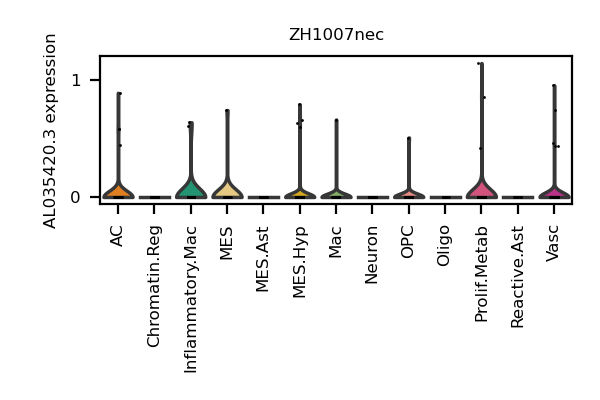 ZH1007nec
AL035420.3 expression
1
0
AC
Chromatin.Reg
Inflammatory.Mac
MES
MES.Ast
MES.Hyp
Mac
Neuron
OPC
Oligo
Prolif.Metab
Reactive.Ast
Vasc